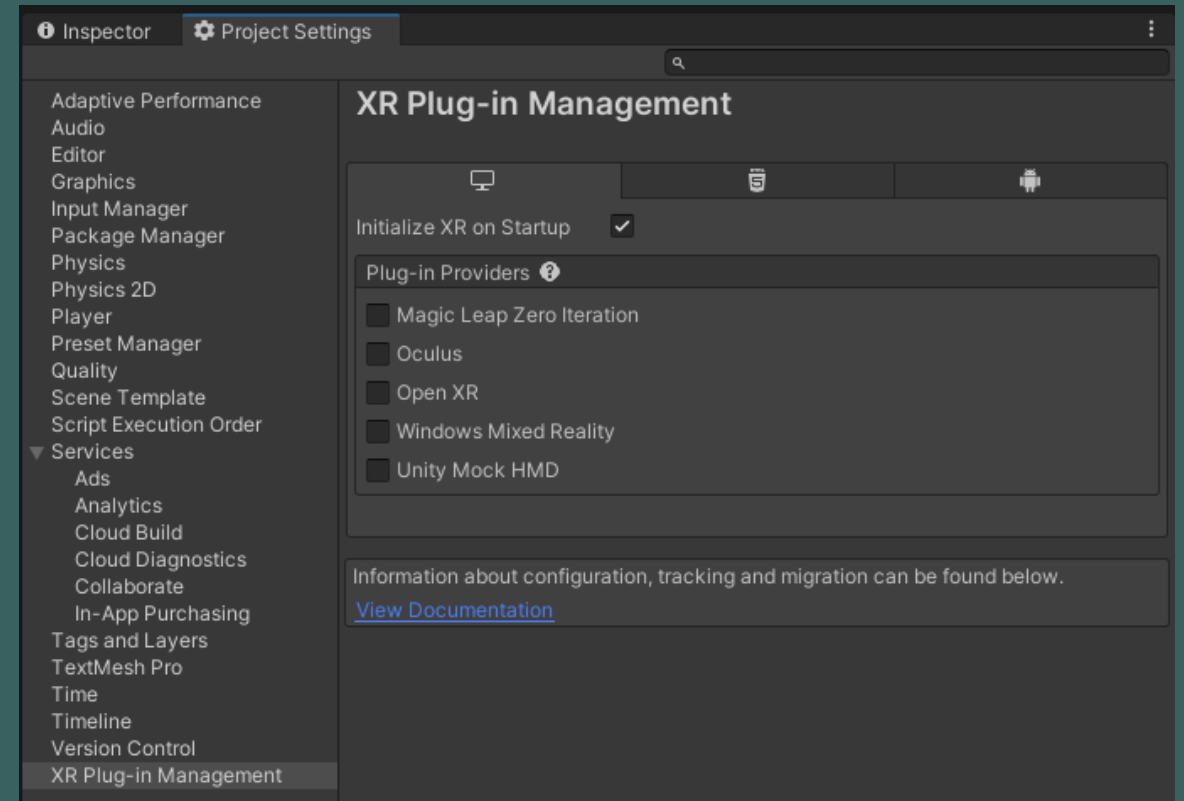 Inspector
Project Settings
Adaptive Performance
Audio
Editor
Graphics
Input Manager
Package Manager
Physics
Physics 2D
Player
Preset Manager
Quality
Scene Template
Script Execution Order
Services
Ads
Analytics
Cloud Build
Cloud Diagnostics
Collaborate
In-App Purchasing
Tags and Layers
TextMesh Pro
Time
Timeline
Version Control
XR Plug-in Management
XR Plug-in Management
Initialize XR on Startup
Plug-in Providers
Magic Leap Zero Iteration
Oculus
Open XR
Windows Mixed Reality
Unity Mock HMD
Information about configuration, tracking and migration can be found below.
View Documentation